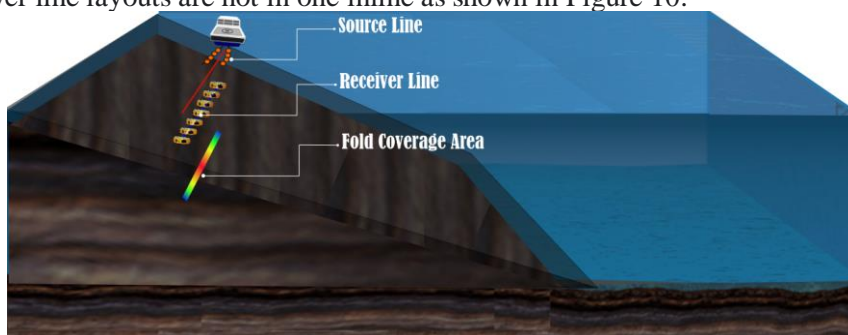 er line layouts are not in one inline as shown in Figure 10.
Source Line
Receiver Line
Fold Coverage Area